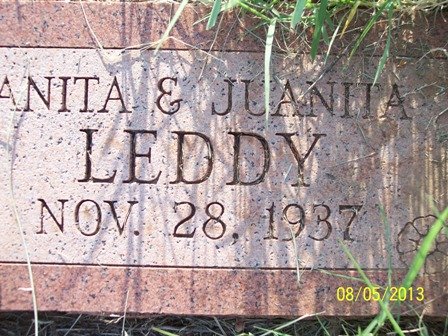 ANITA & JUANITA
LEDDY
NOV. 28, 1937
08/05/2013